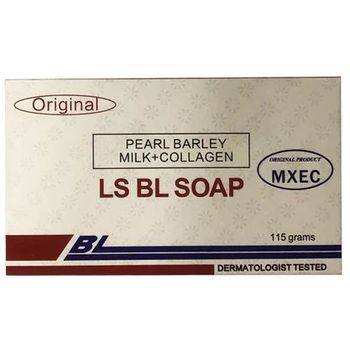 Original
PEARL BARLEY
MILK+COLLAGEN
ORIGINAL PRODUCT
MXEC
LS BL SOAP
115 grams
BL
DERMATOLOGIST TESTED